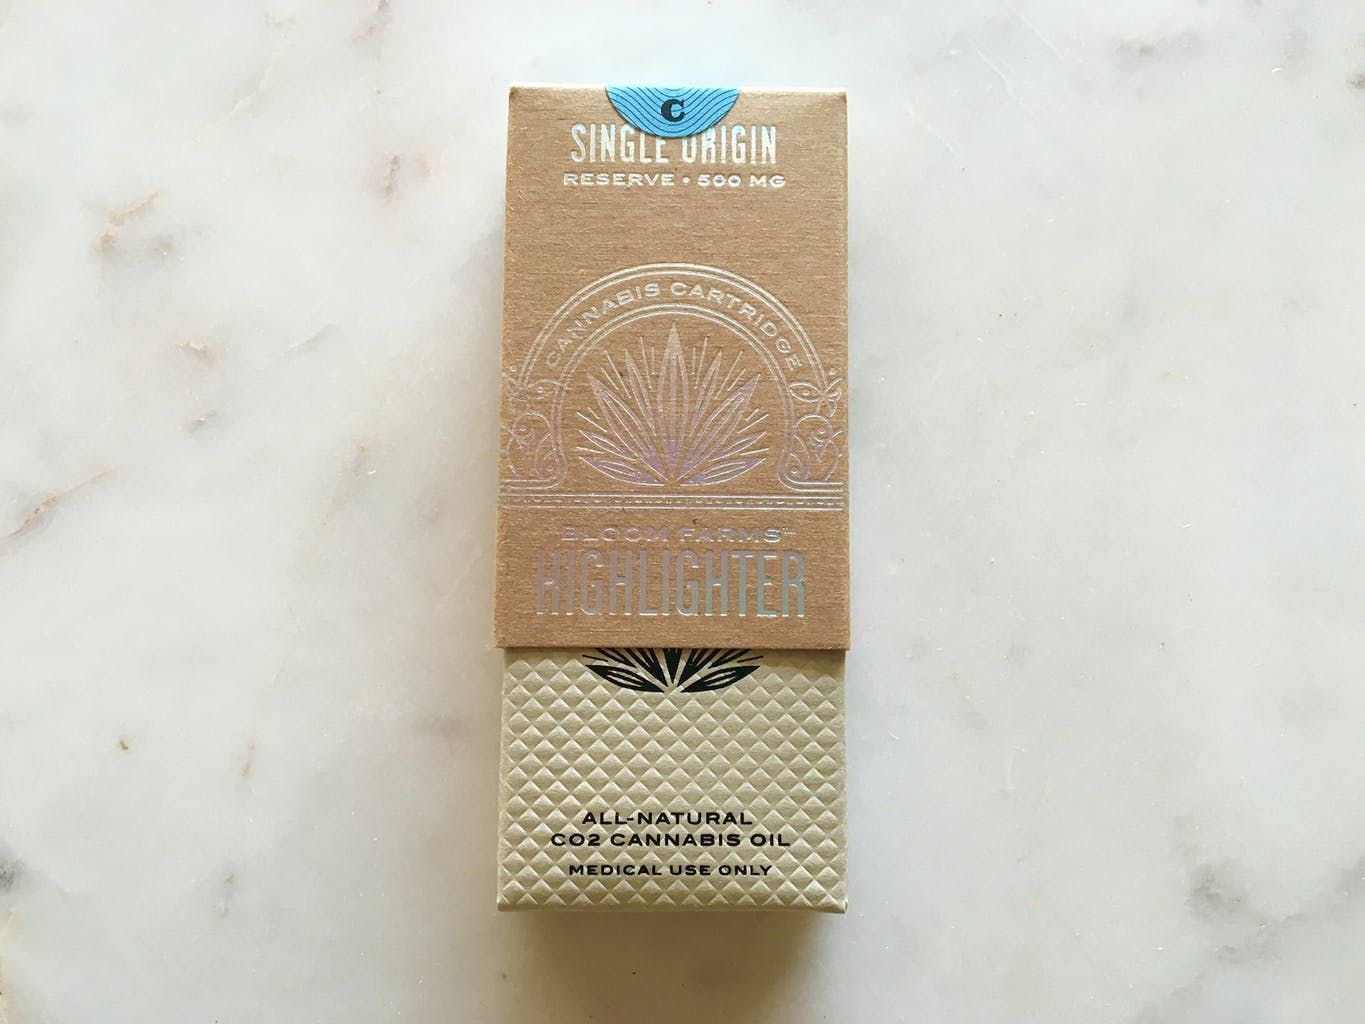 C
SINGLE ORIGIN
RESERVE • 500 MG
CANNABIS CARTRIDGE
BLOOM FARMS™
HIGHLIGHTER
ALL-NATURAL
CO2 CANNABIS OIL
MEDICAL USE ONLY